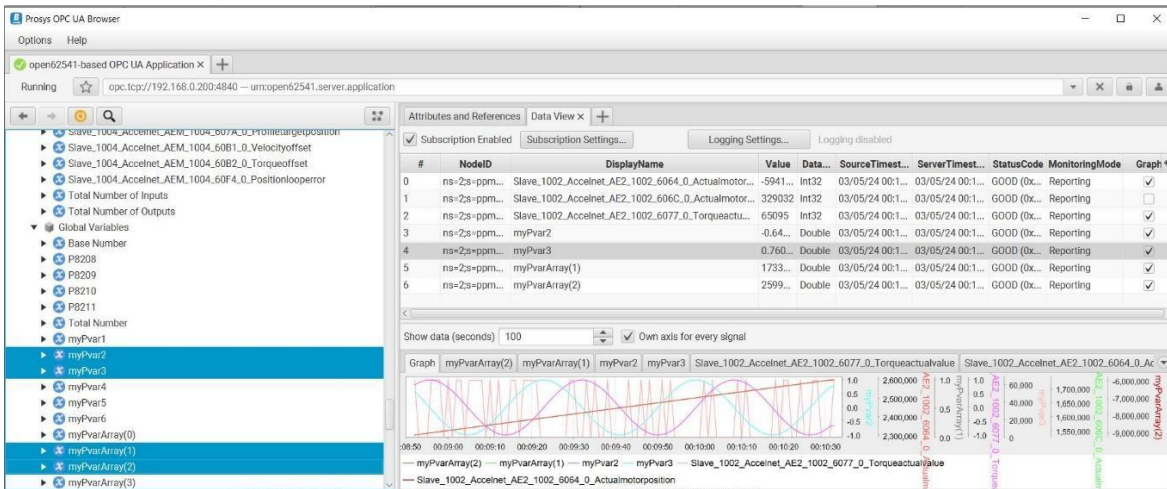 Prosys OPC UA Browser
Options Help
open62541-based OPC UA Application
Running opc.tcp://192.168.0.200:4840 — urn:open62541.server.application
Slave_1004_Accelnet_AEM_1004_607A_0_Profiletargetposition
Slave_1004_Accelnet_AEM_1004_60B1_0_Velocityoffset
Slave_1004_Accelnet_AEM_1004_60B2_0_Torqueoffset
Slave_1004_Accelnet_AEM_1004_60F4_0_Positionlooperror
Total Number of Inputs
Total Number of Outputs
Global Variables
Base Number
P8208
P8209
P8210
P8211
Total Number
myPvar1
myPvar2
myPvar3
myPvar4
myPvar5
myPvar6
myPvarArray(0)
myPvarArray(1)
myPvarArray(2)
myPvarArray(3)
Attributes and References Data View
Subscription Enabled Subscription Settings... Logging Settings... Logging disabled
# NodeID DisplayName Value Data... SourceTimest... ServerTimest... StatusCode MonitoringMode Graph
0 ns=2;s=ppm... Slave_1002_Accelnet_AE2_1002_6064_0_Actualmotor... -5941... Int32 03/05/24 00:1... 03/05/24 00:1... GOOD (0x... Reporting
1 ns=2;s=ppm... Slave_1002_Accelnet_AE2_1002_606C_0_Actualmotor... 329032 Int32 03/05/24 00:1... 03/05/24 00:1... GOOD (0x... Reporting
2 ns=2;s=ppm... Slave_1002_Accelnet_AE2_1002_6077_0_Torqueactu... 65095 Int32 03/05/24 00:1... 03/05/24 00:1... GOOD (0x... Reporting
3 ns=2;s=ppm... myPvar2 -0.64... Double 03/05/24 00:1... 03/05/24 00:1... GOOD (0x... Reporting
4 ns=2;s=ppm... myPvar3 0.760... Double 03/05/24 00:1... 03/05/24 00:1... GOOD (0x... Reporting
5 ns=2;s=ppm... myPvarArray(1) 1733... Double 03/05/24 00:1... 03/05/24 00:1... GOOD (0x... Reporting
6 ns=2;s=ppm... myPvarArray(2) 2599... Double 03/05/24 00:1... 03/05/24 00:1... GOOD (0x... Reporting
Show data (seconds) 100 Own axis for every signal
Graph myPvarArray(2) myPvarArray(1) myPvar2 myPvar3 Slave_1002_Accelnet_AE2_1002_6077_0_Torqueactualvalue Slave_1002_Accelnet_AE2_1002_6064_0_Ac
1.0 0.5 0.0 -0.5 -1.0
myPvar2
2,600,000 2,500,000 2,400,000 2,300,000
AE2_1002_6064_0_Actualm
1.0 0.5 0.0
myPvarArray(1)
1.0 0.5 0.0 -0.5 -1.0
AE2_1002_6077_0_Torque
60,000 40,000 20,000 0
myPvar3
1,700,000 1,650,000 1,600,000 1,550,000
AE2_1002_606C_0_Actualm
-6,000,000 -7,000,000 -8,000,000 -9,000,000
myPvarArray(2)
:08:50 00:09:00 00:09:10 00:09:20 00:09:30 00:09:40 00:09:50 00:10:00 00:10:10 00:10:20 00:10:30
myPvarArray(2) myPvarArray(1) myPvar2 myPvar3 Slave_1002_Accelnet_AE2_1002_6077_0_Torqueactualvalue
Slave_1002_Accelnet_AE2_1002_6064_0_Actualmotorposition